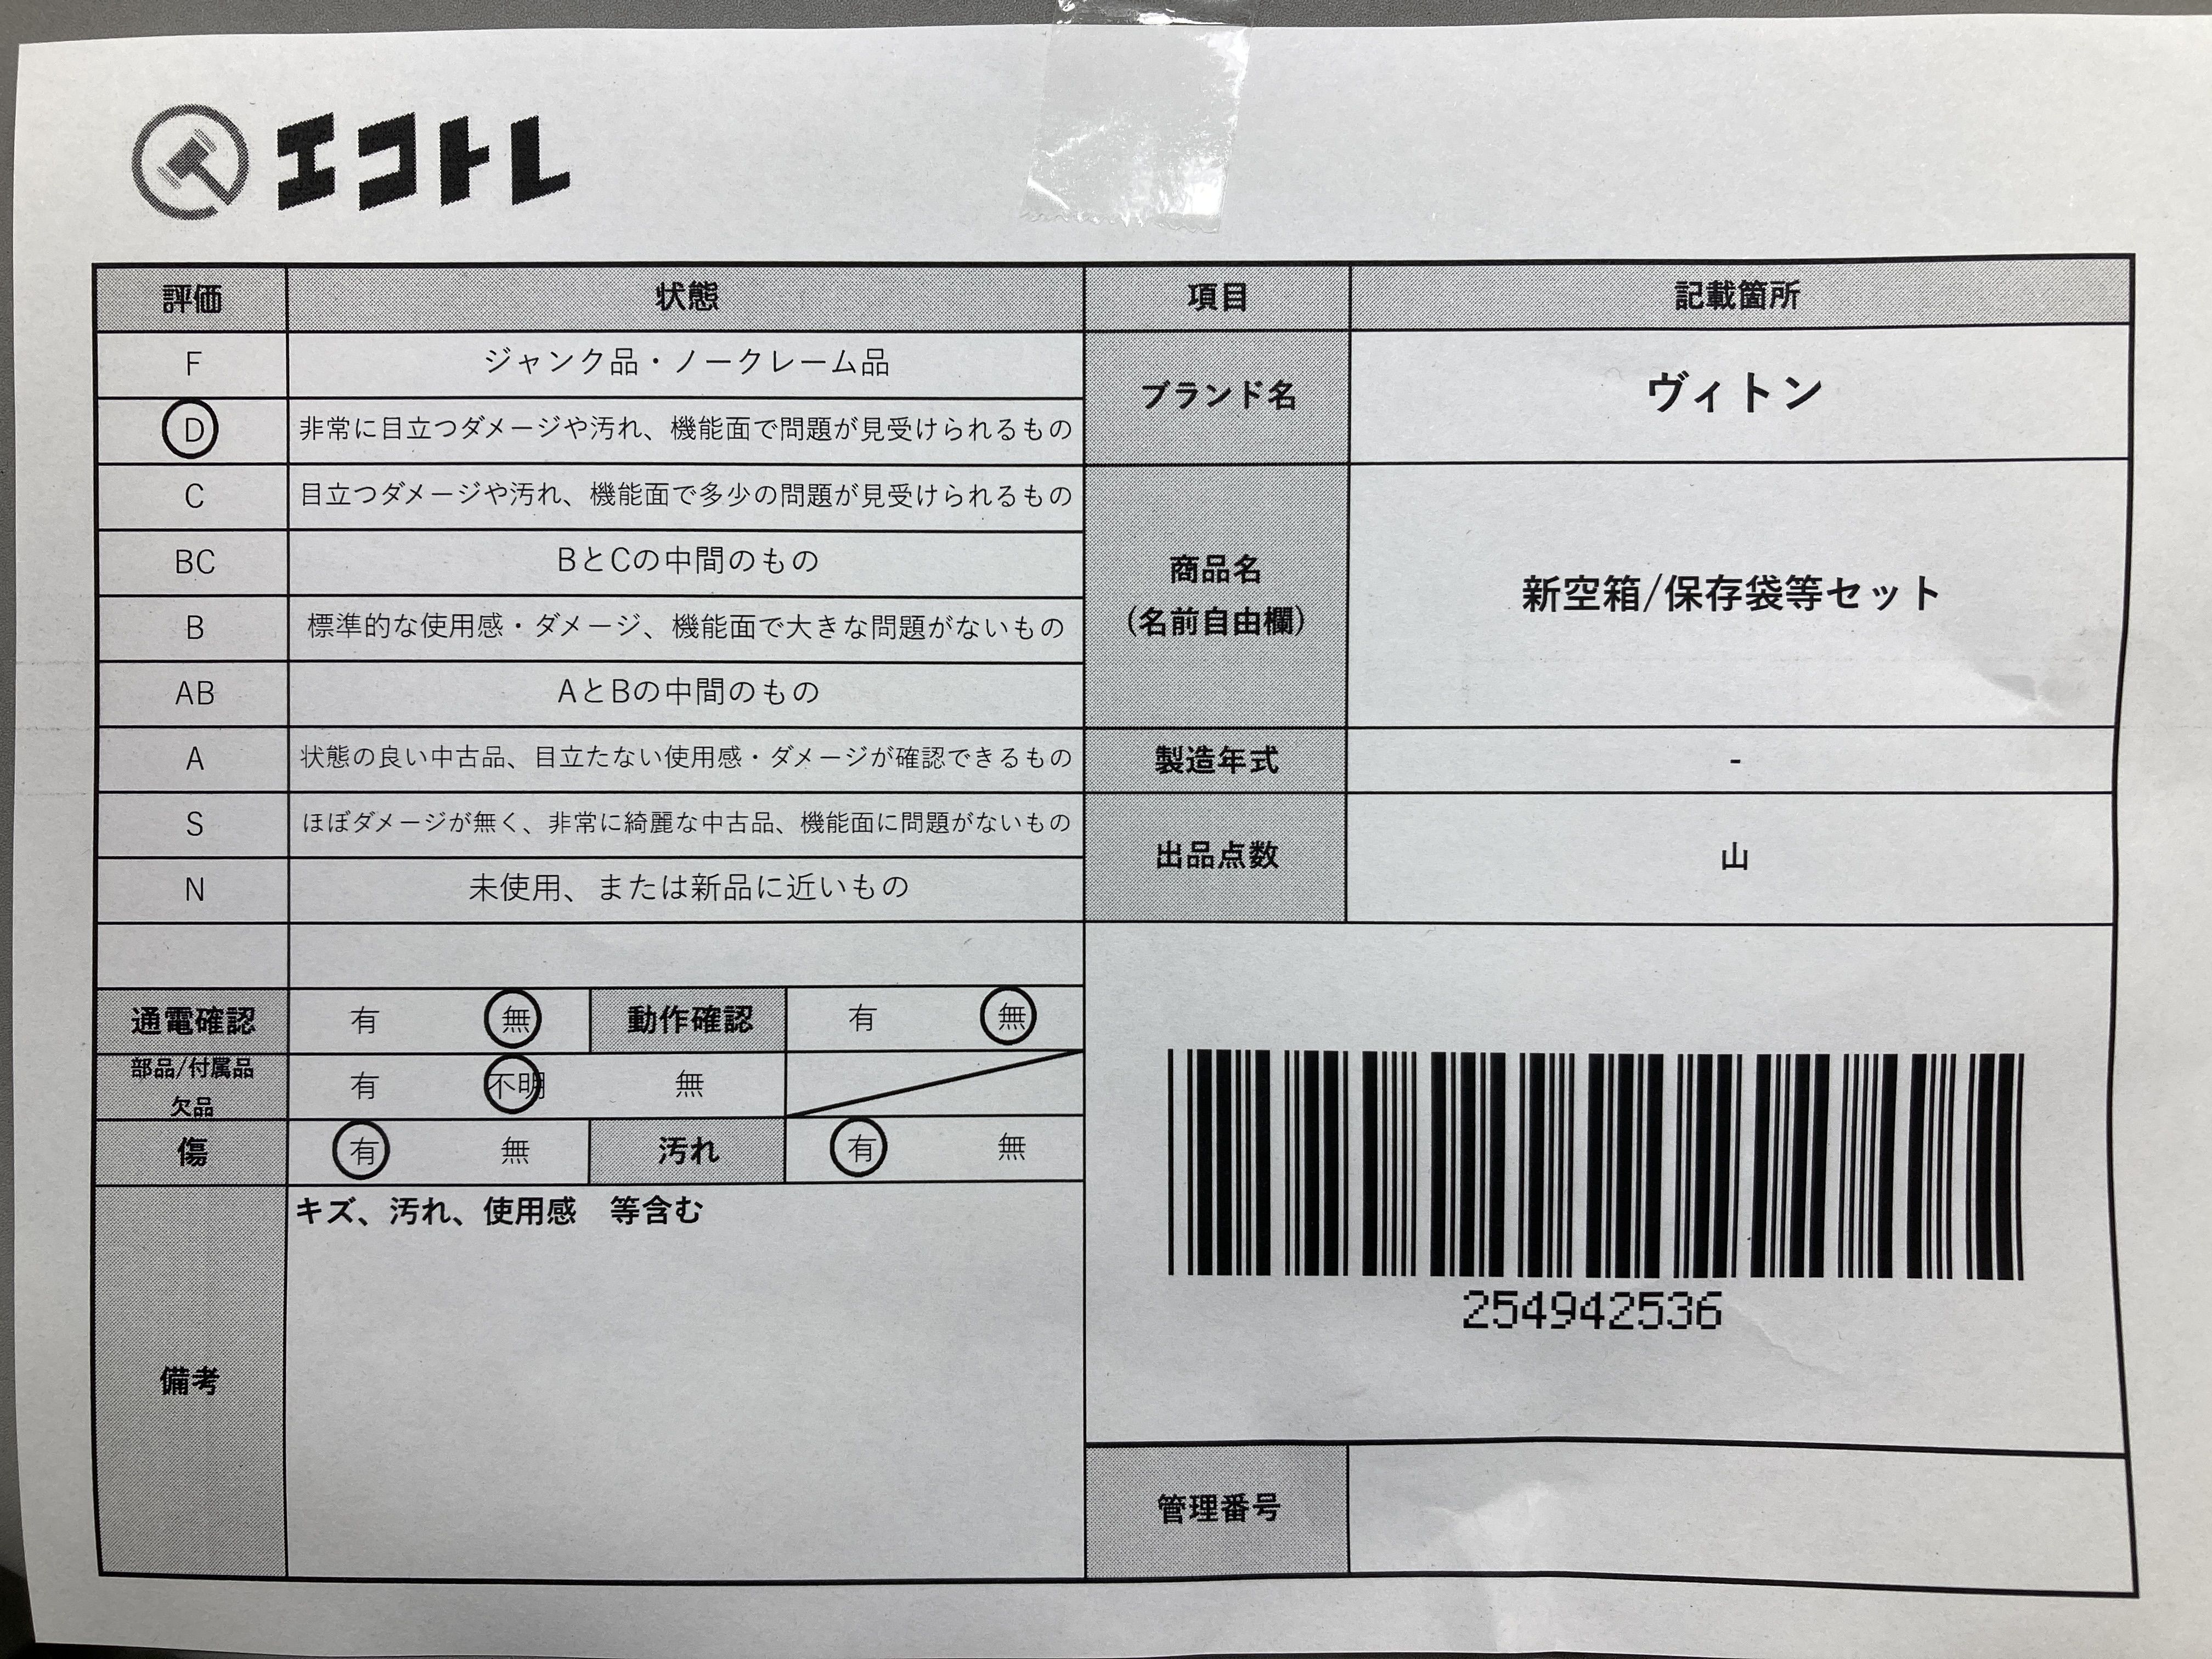 エコトレ
評価 状態 項目 記載箇所
F ジャンク品・ノークレーム品
D 非常に目立つダメージや汚れ、機能面で問題が見受けられるもの
ブランド名 ヴィトン
C 目立つダメージや汚れ、機能面で多少の問題が見受けられるもの
BC BとCの中間のもの
B 標準的な使用感・ダメージ、機能面で大きな問題がないもの
AB AとBの中間のもの
商品名
(名前自由欄)
新空箱/保存袋等セット
A 状態の良い中古品、目立たない使用感・ダメージが確認できるもの
製造年式 -
S ほぼダメージが無く、非常に綺麗な中古品、機能面に問題がないもの
N 未使用、または新品に近いもの
出品点数 山
通電確認 有 無 動作確認 有 無
部品/付属品
欠品
有 不明 無
傷 有 無 汚れ 有 無
備考
キズ、汚れ、使用感 等含む
254942536
管理番号